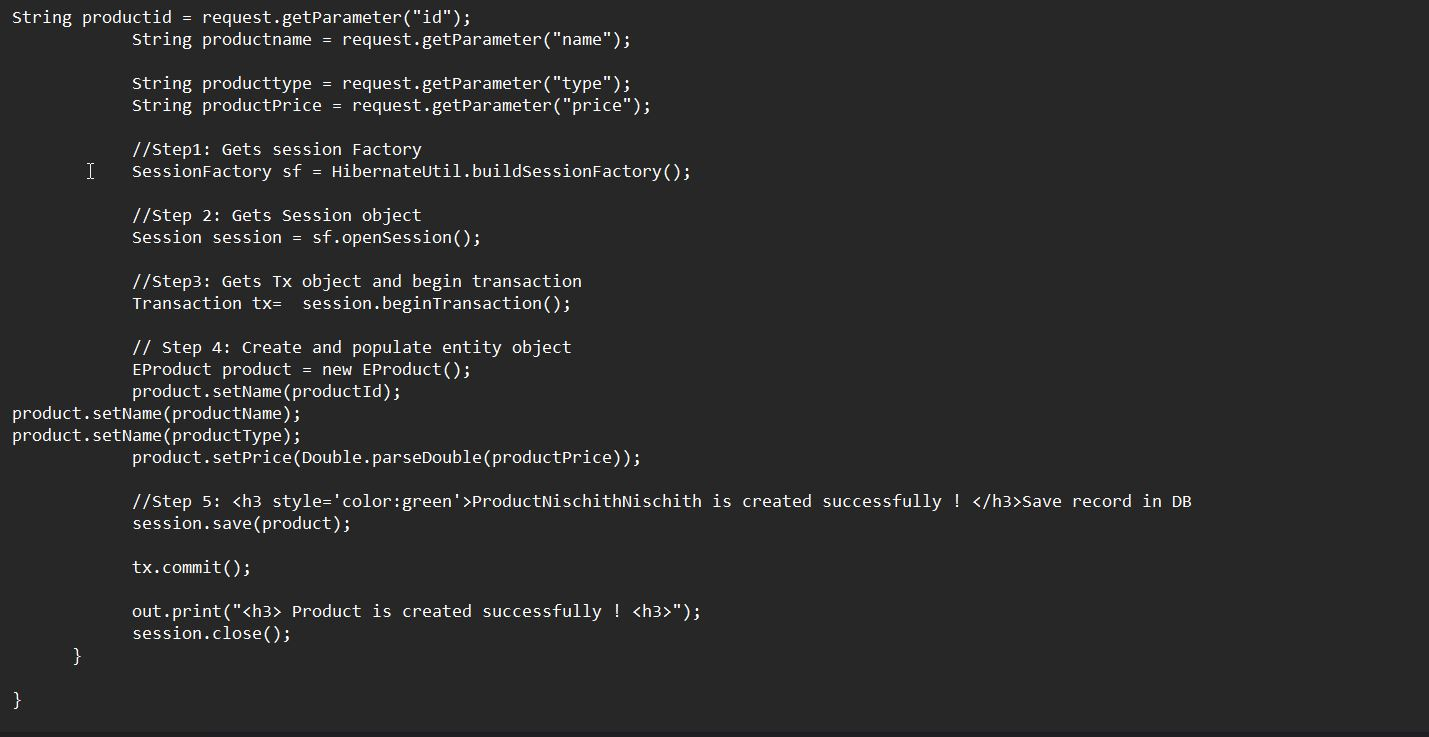 String productid = request.getParameter("id");
String productname = request.getParameter("name");
String producttype = request.getParameter("type");
String productPrice = request.getParameter("price");
//Step1: Gets session Factory
SessionFactory sf = HibernateUtil.buildSessionFactory();
//Step 2: Gets Session object
Session session = sf.openSession();
//Step3: Gets Tx object and begin transaction
Transaction tx=  session.beginTransaction();
// Step 4: Create and populate entity object
EProduct product = new EProduct();
product.setName(productId);
product.setName(productName);
product.setName(productType);
product.setPrice(Double.parseDouble(productPrice));
//Step 5: <h3 style='color:green'>ProductNischithNischith is created successfully ! </h3>Save record in DB
session.save(product);
tx.commit();
out.print("<h3> Product is created successfully ! <h3>");
session.close();
}
}